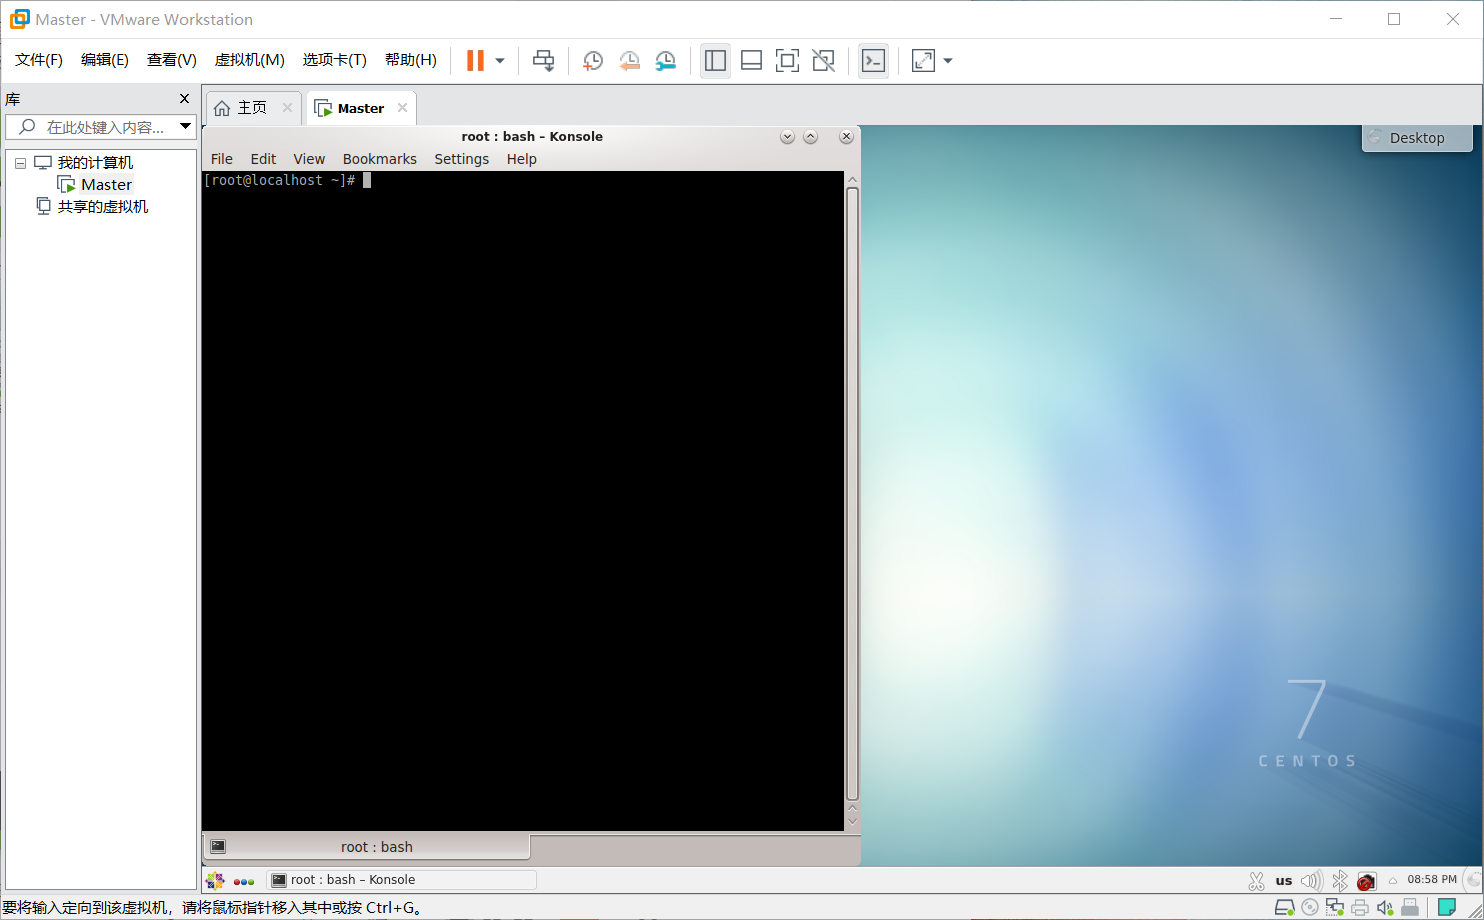 Master - VMware Workstation
文件(F) 编辑(E) 查看(V) 虚拟机(M) 选项卡(T) 帮助(H)
库
主页
Master
在此处键入内容...
root : bash – Konsole
Desktop
File Edit View Bookmarks Settings Help
我的计算机
[root@localhost ~]#
Master
共享的虚拟机
7
CENTOS
root : bash
root : bash – Konsole
us
08:58 PM
要将输入定向到该虚拟机，请将鼠标指针移入其中或按 Ctrl+G。